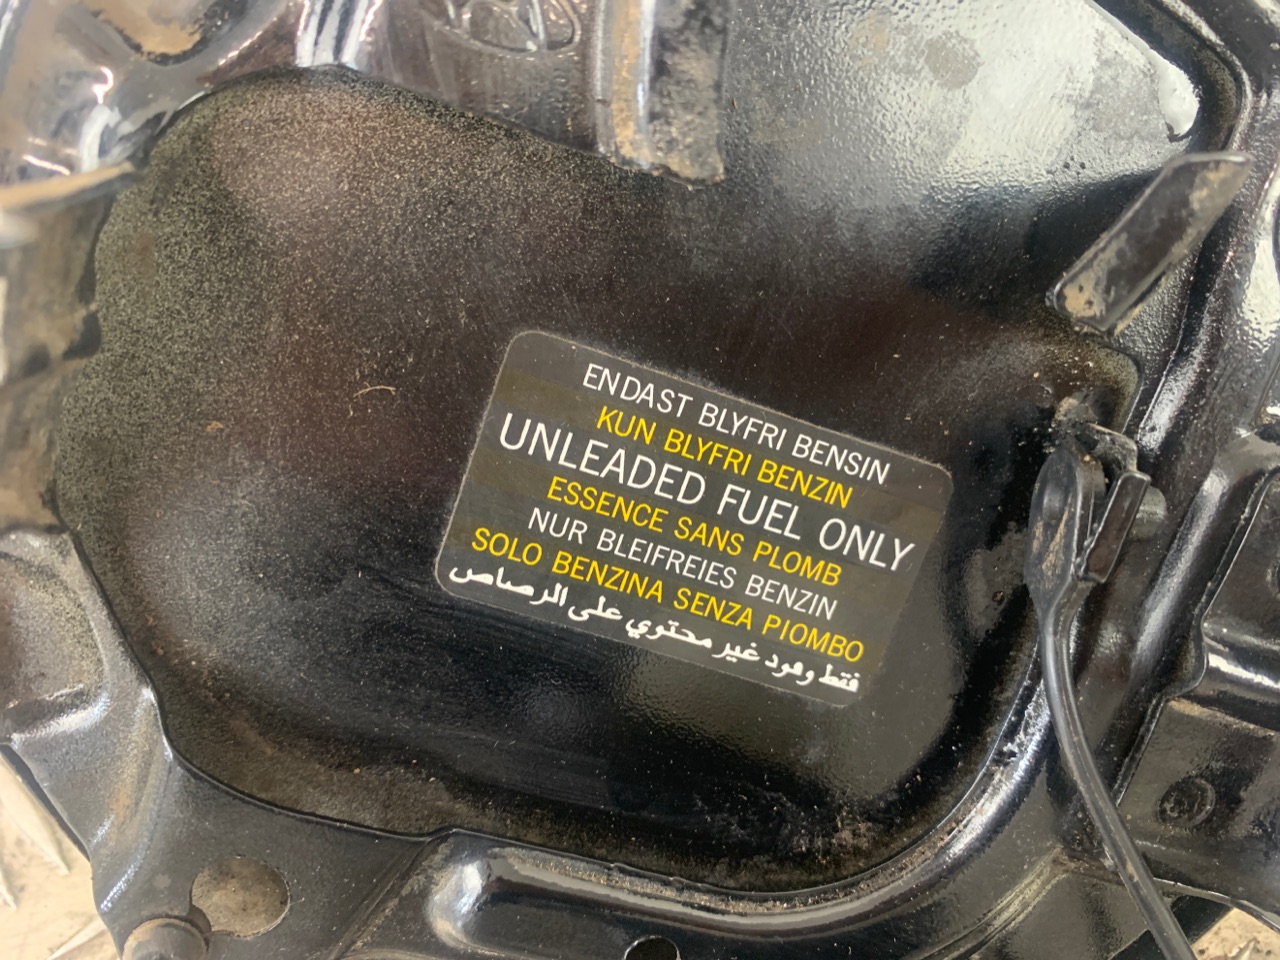 ENDAST BLYFRI BENSIN
KUN BLYFRI BENZIN
UNLEADED FUEL ONLY
ESSENCE SANS PLOMB
NUR BLEIFREIES BENZIN
SOLO BENZINA SENZA PIOMBO
فقط وقود غير محتوي على الرصاص